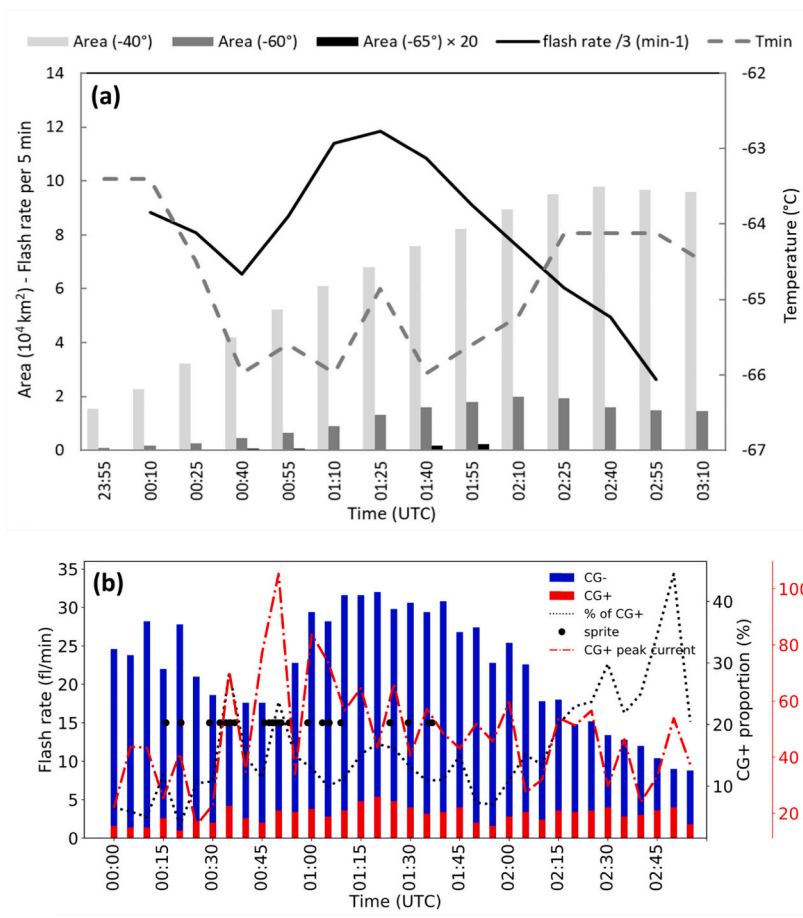 Area (-40°) Area (-60°) Area (-65°) × 20 flash rate /3 (min-1) Tmin
(a)
Area (10⁴ km²) - Flash rate per 5 min
14
12
10
8
6
4
2
0
-62
-63
-64
-65
-66
-67
Temperature (°C)
23:55 00:10 00:25 00:40 00:55 01:10 01:25 01:40 01:55 02:10 02:25 02:40 02:55 03:10
Time (UTC)
(b)
CG-
CG+
% of CG+
sprite
CG+ peak current
Flash rate (fl/min)
35
30
25
20
15
10
5
0
40
30
20
10
CG+ proportion (%)
100
80
60
40
20
00:00 00:15 00:30 00:45 01:00 01:15 01:30 01:45 02:00 02:15 02:30 02:45
Time (UTC)